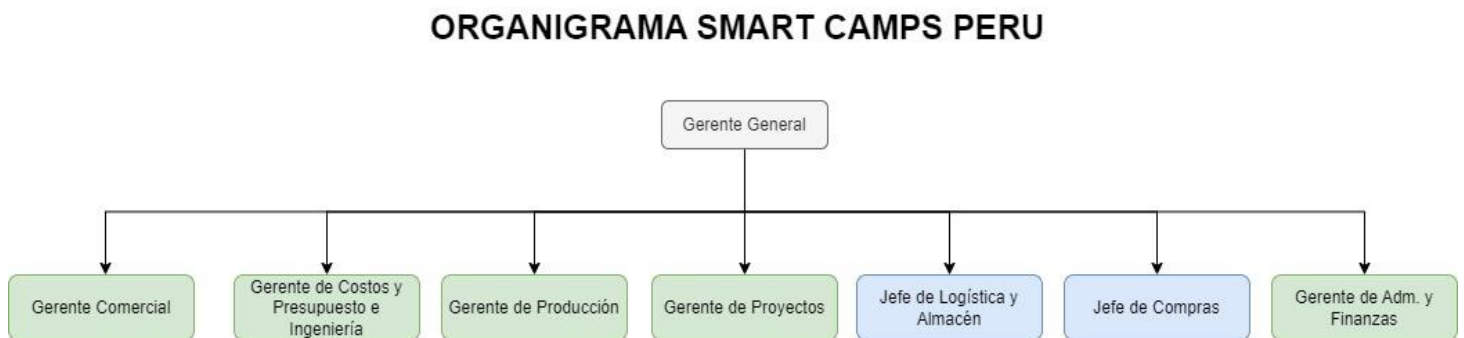 ORGANIGRAMA SMART CAMPS PERU
Gerente General
Gerente Comercial
Gerente de Costos y
Presupuesto e
Ingeniería
Gerente de Producción
Gerente de Proyectos
Jefe de Logística y
Almacén
Jefe de Compras
Gerente de Adm. y
Finanzas